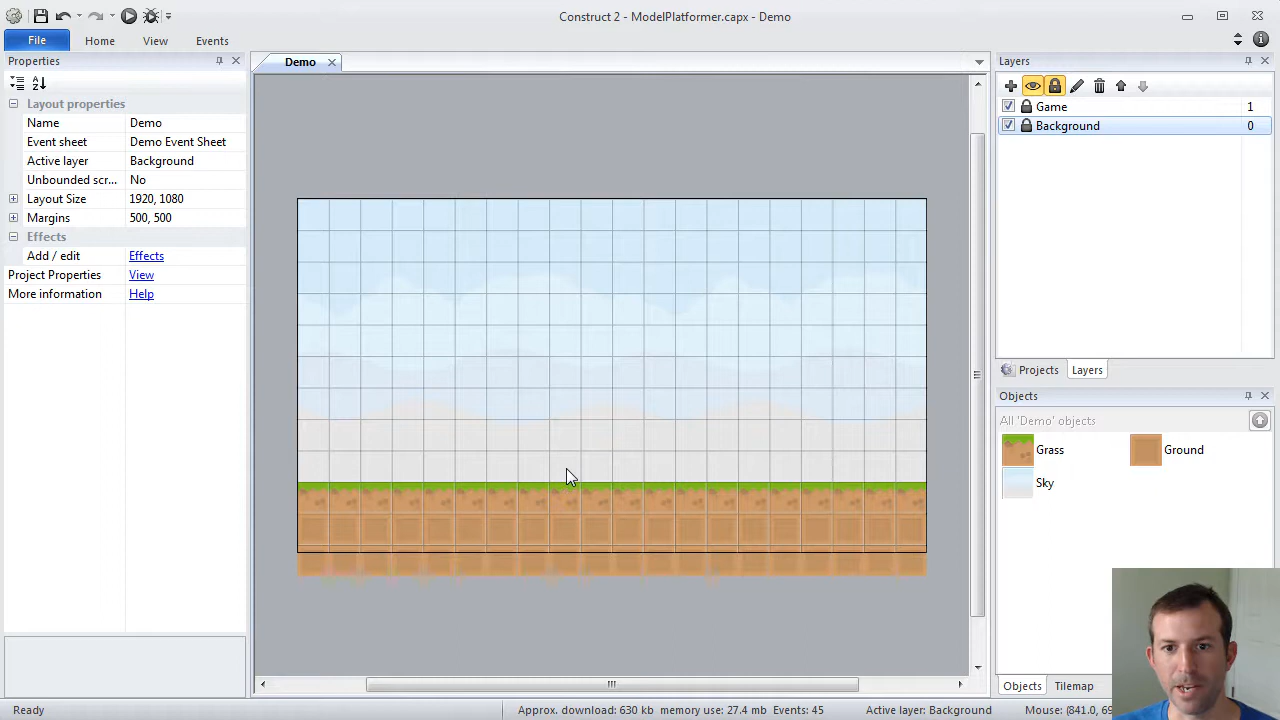 Construct 2 - ModelPlatformer.capx - Demo
File
Home
View
Events
Properties
Layout properties
Name Demo
Event sheet Demo Event Sheet
Active layer Background
Unbounded scr... No
Layout Size 1920, 1080
Margins 500, 500
Effects
Add / edit Effects
Project Properties View
More information Help
Demo
Layers
Game 1
Background 0
Projects
Layers
Objects
All 'Demo' objects
Grass
Ground
Sky
Objects
Tilemap
Ready
Approx. download: 630 kb memory use: 27.4 mb Events: 45
Active layer: Background
Mouse: (841.0,